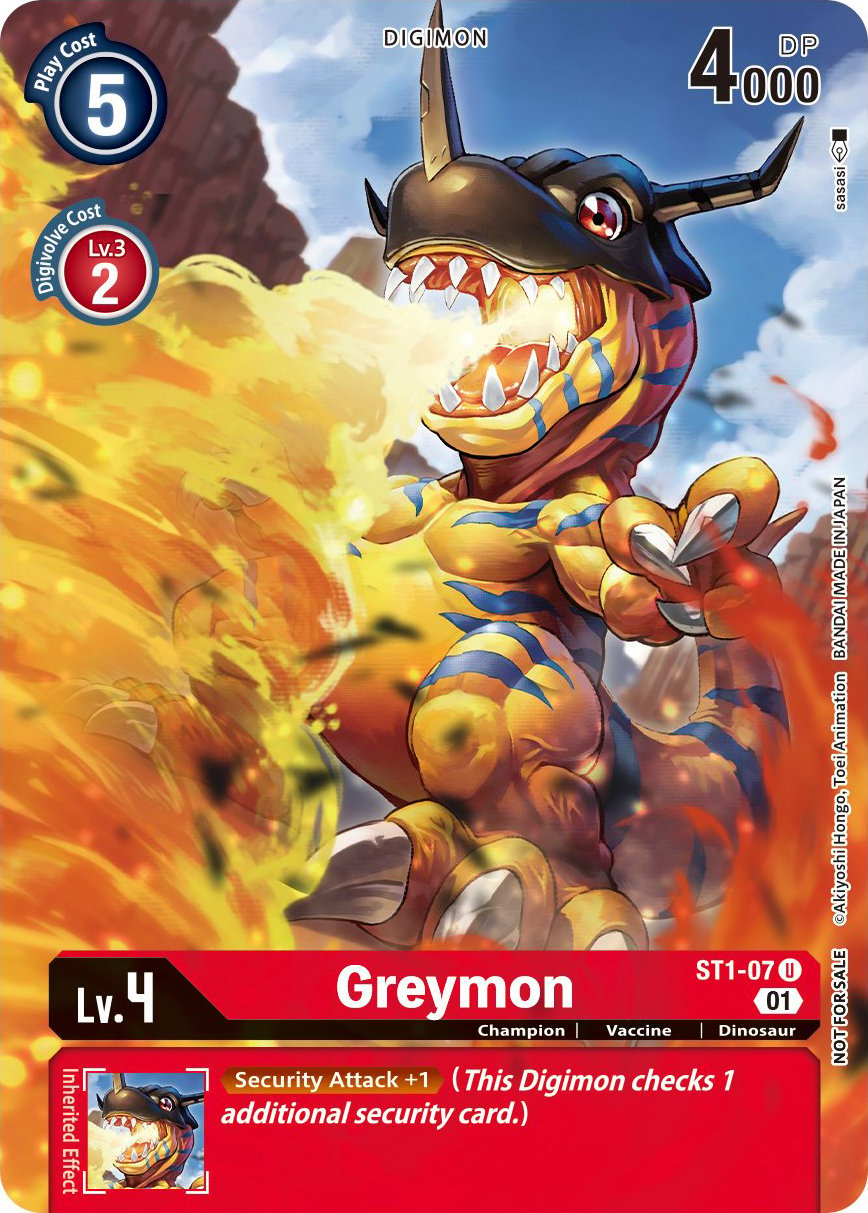 DIGIMON
Play Cost
5
DP
4000
sasasi
Digivolve Cost
Lv.3
2
BANDAI MADE IN JAPAN
©Akiyoshi Hongo, Toei Animation
NOT FOR SALE
Lv.4
Greymon
ST1-07 U
01
Champion | Vaccine | Dinosaur
Inherited Effect
Security Attack +1 (This Digimon checks 1
additional security card.)